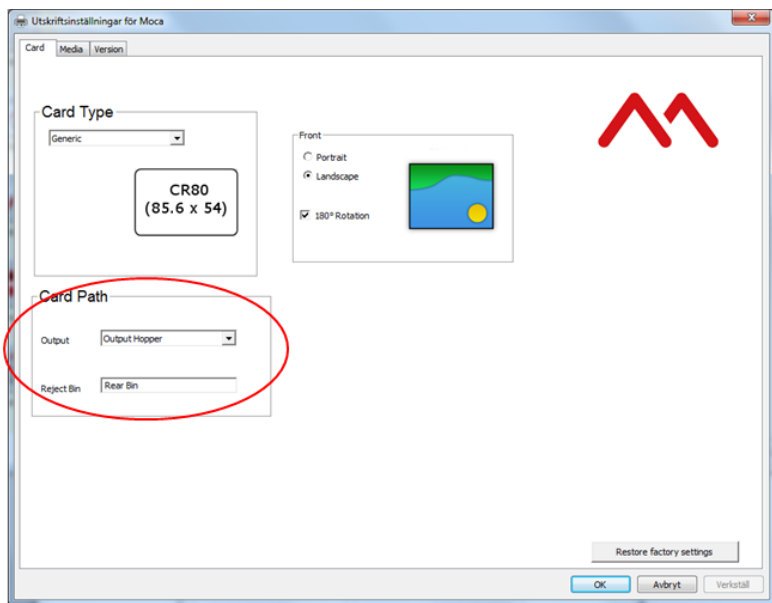 Utskriftsinställningar för Moca
Card Media Version
Card Type
Generic
CR80
(85.6 x 54)
Front
Portrait
Landscape
180° Rotation
Card Path
Output Output Hopper
Reject Bin Rear Bin
Restore factory settings
OK Avbryt Verkställ